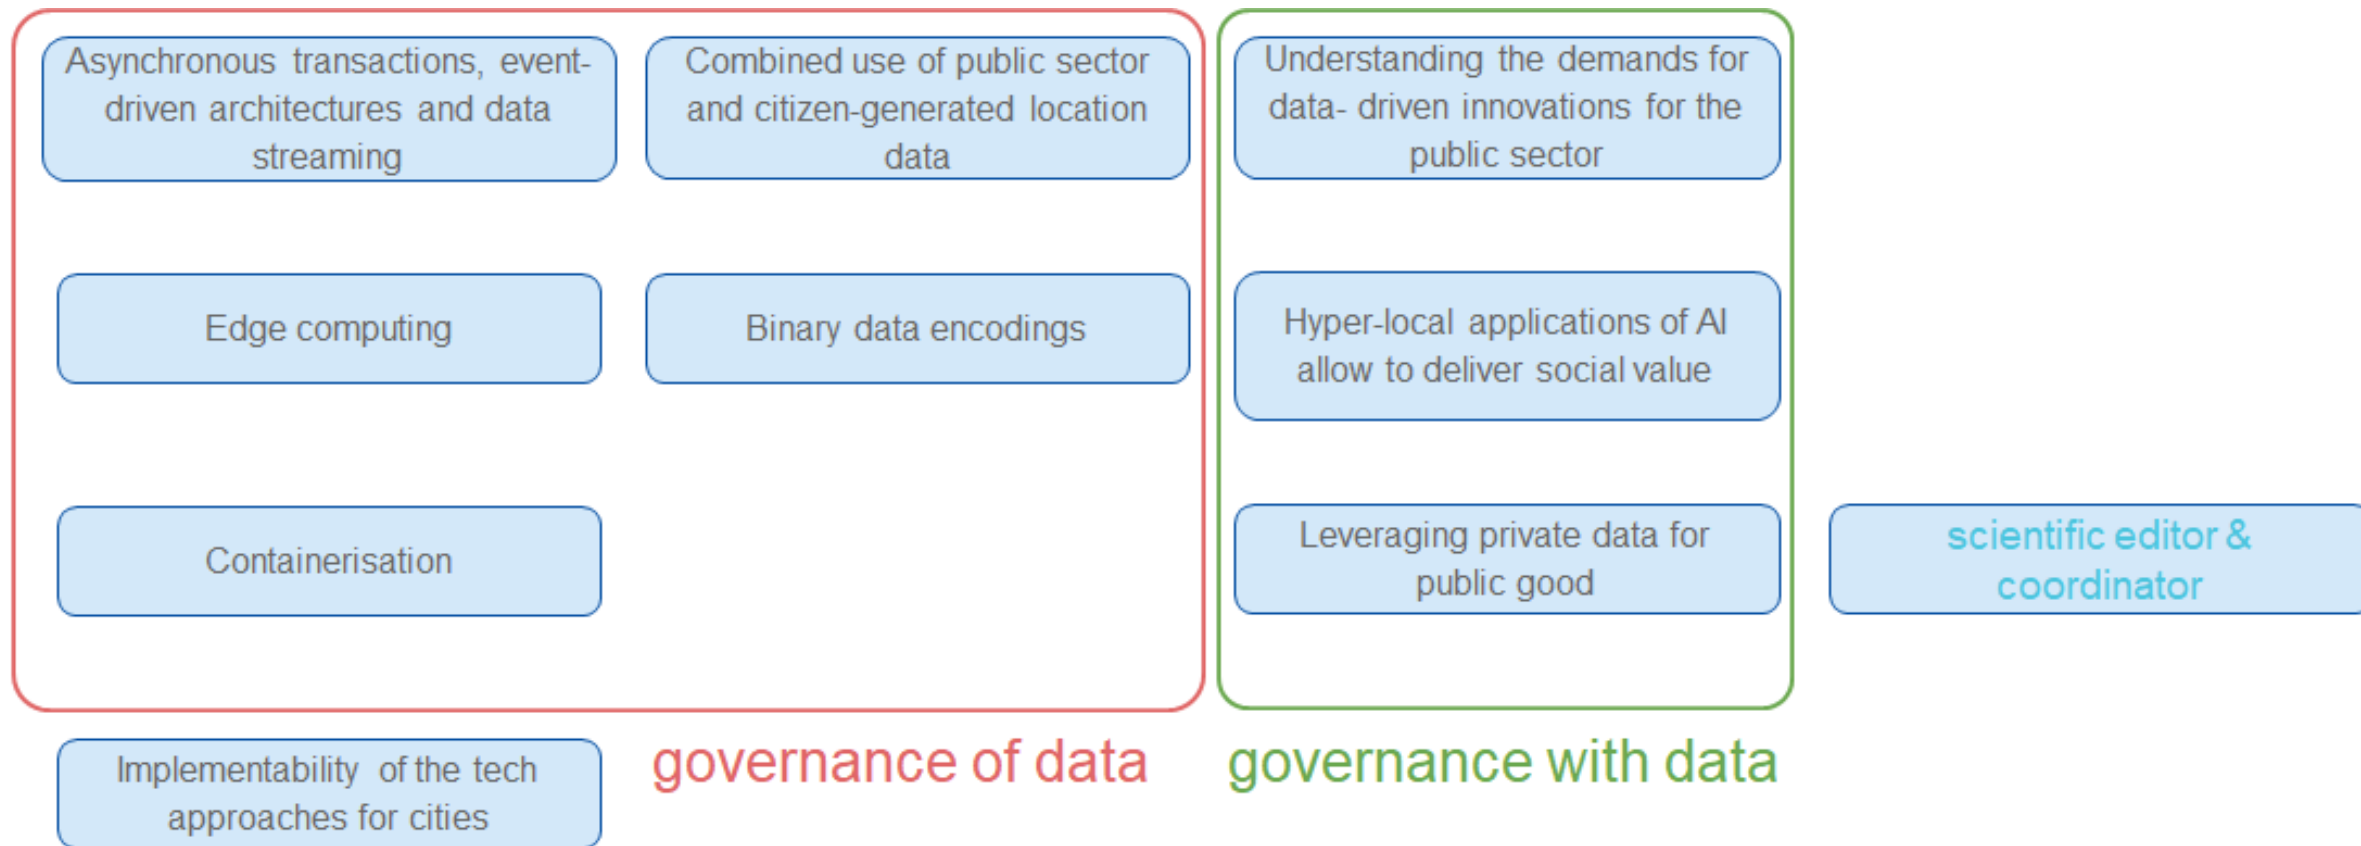 Asynchronous transactions, event-
driven architectures and data
streaming
Combined use of public sector
and citizen-generated location
data
Understanding the demands for
data- driven innovations for the
public sector
Edge computing
Binary data encodings
Hyper-local applications of AI
allow to deliver social value
Containerisation
Leveraging private data for
public good
scientific editor &
coordinator
Implementability of the tech
approaches for cities
governance of data
governance with data